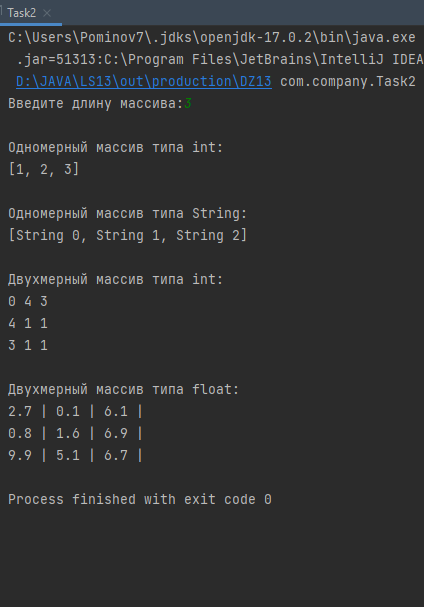 Task2
C:\Users\Pominov7\.jdks\openjdk-17.0.2\bin\java.exe
.jar=51313:C:\Program Files\JetBrains\IntelliJ IDEA
D:\JAVA\LS13\out\production\DZ13 com.company.Task2
Введите длину массива:3
Одномерный массив типа int:
[1, 2, 3]
Одномерный массив типа String:
[String 0, String 1, String 2]
Двухмерный массив типа int:
0 4 3
4 1 1
3 1 1
Двухмерный массив типа float:
2.7 | 0.1 | 6.1 |
0.8 | 1.6 | 6.9 |
9.9 | 5.1 | 6.7 |
Process finished with exit code 0